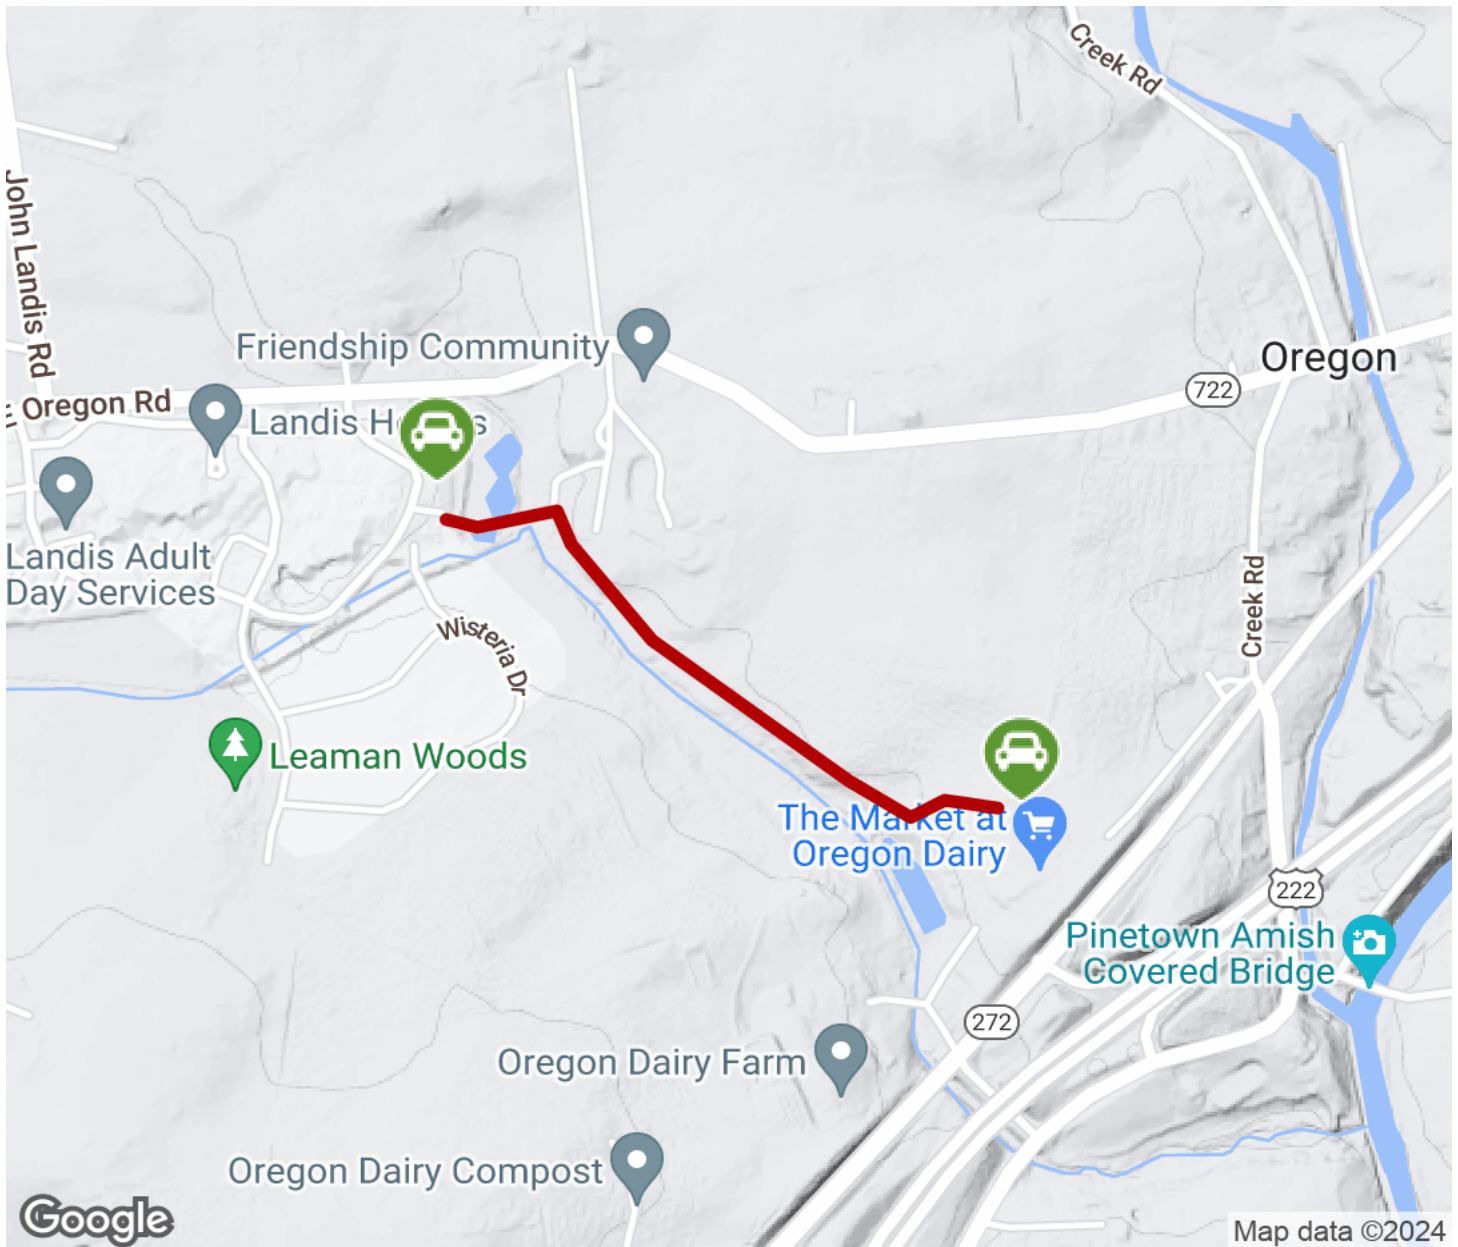 Creek Rd
John Landis Rd
Friendship Community
Oregon
722
E Oregon Rd
Landis H
s
Landis Adult
Day Services
Creek Rd
Wisteria Dr
Leaman Woods
The Market at
Oregon Dairy
222
Pinetown Amish
Covered Bridge
272
Oregon Dairy Farm
Oregon Dairy Compost
Google
Map data ©2024